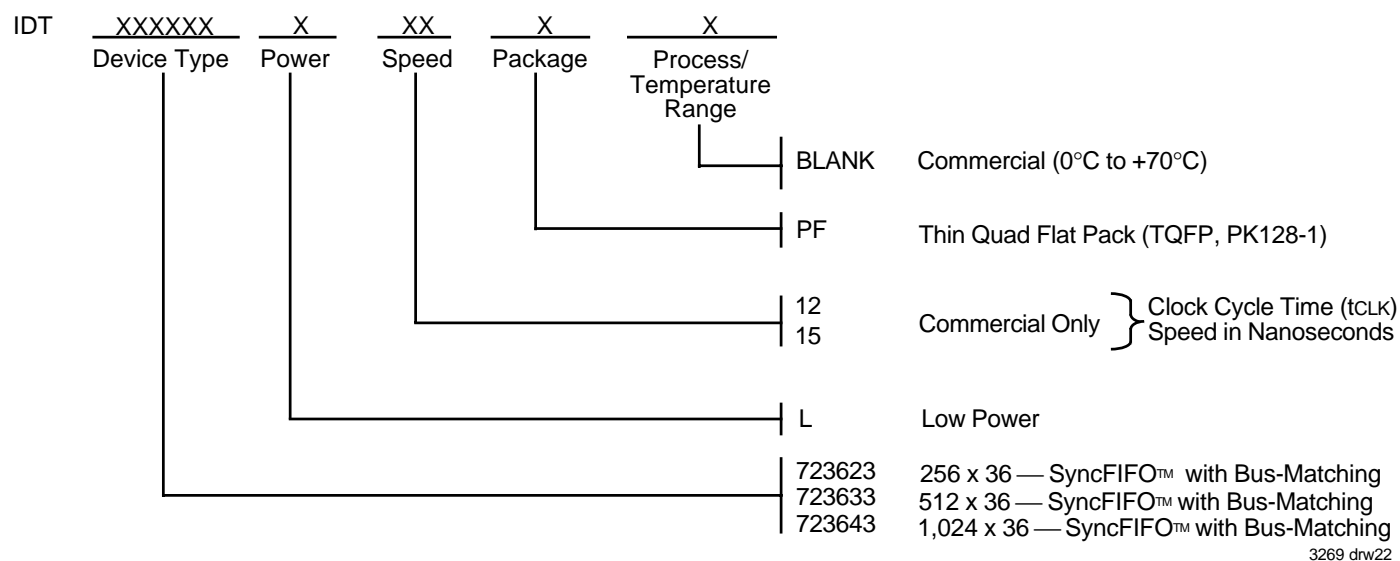 IDT XXXXXX X XX X X
Device Type Power Speed Package Process/
Temperature
Range
BLANK Commercial (0°C to +70°C)
PF Thin Quad Flat Pack (TQFP, PK128-1)
12
15
Commercial Only
Clock Cycle Time (tCLK)
Speed in Nanoseconds
L Low Power
723623 256 x 36 — SyncFIFO™ with Bus-Matching
723633 512 x 36 — SyncFIFO™ with Bus-Matching
723643 1,024 x 36 — SyncFIFO™ with Bus-Matching
3269 drw22